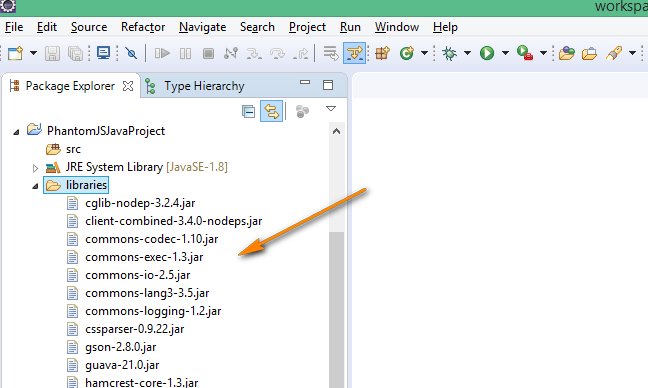 workspa
File Edit Source Refactor Navigate Search Project Run Window Help
Package Explorer Type Hierarchy
PhantomJSJavaProject
src
JRE System Library [JavaSE-1.8]
libraries
cglib-nodep-3.2.4.jar
client-combined-3.4.0-nodeps.jar
commons-codec-1.10.jar
commons-exec-1.3.jar
commons-io-2.5.jar
commons-lang3-3.5.jar
commons-logging-1.2.jar
cssparser-0.9.22.jar
gson-2.8.0.jar
guava-21.0.jar
hamcrest-core-1.3.jar